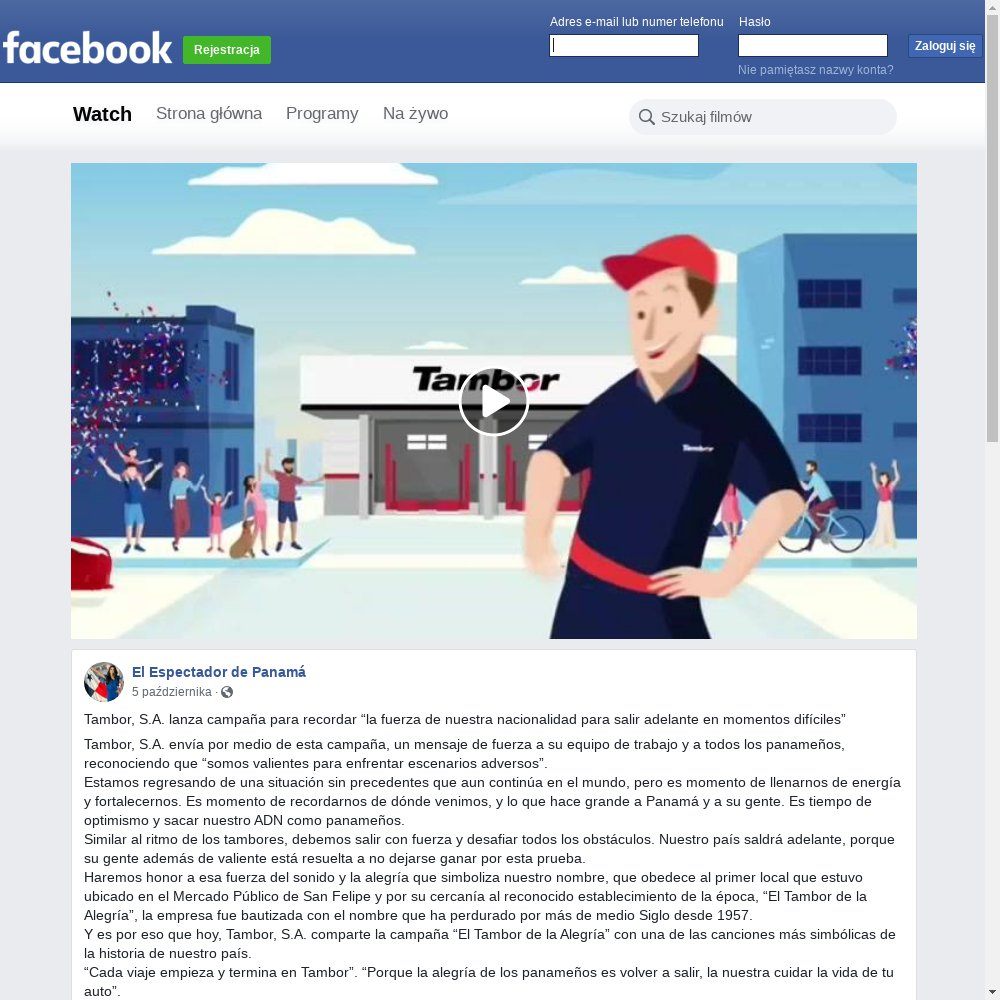 Adres e-mail lub numer telefonu
Hasło
facebook
Rejestracja
Zaloguj się
Nie pamiętasz nazwy konta?
Watch
Strona główna
Programy
Na żywo
Szukaj filmów
Tambor
Tambor
El Espectador de Panamá
5 października ·
Tambor, S.A. lanza campaña para recordar “la fuerza de nuestra nacionalidad para salir adelante en momentos difíciles”
Tambor, S.A. envía por medio de esta campaña, un mensaje de fuerza a su equipo de trabajo y a todos los panameños,
reconociendo que “somos valientes para enfrentar escenarios adversos”.
Estamos regresando de una situación sin precedentes que aun continúa en el mundo, pero es momento de llenarnos de energía
y fortalecernos. Es momento de recordarnos de dónde venimos, y lo que hace grande a Panamá y a su gente. Es tiempo de
optimismo y sacar nuestro ADN como panameños.
Similar al ritmo de los tambores, debemos salir con fuerza y desafiar todos los obstáculos. Nuestro país saldrá adelante, porque
su gente además de valiente está resuelta a no dejarse ganar por esta prueba.
Haremos honor a esa fuerza del sonido y la alegría que simboliza nuestro nombre, que obedece al primer local que estuvo
ubicado en el Mercado Público de San Felipe y por su cercanía al reconocido establecimiento de la época, “El Tambor de la
Alegría”, la empresa fue bautizada con el nombre que ha perdurado por más de medio Siglo desde 1957.
Y es por eso que hoy, Tambor, S.A. comparte la campaña “El Tambor de la Alegría” con una de las canciones más simbólicas de
la historia de nuestro país.
“Cada viaje empieza y termina en Tambor”. “Porque la alegría de los panameños es volver a salir, la nuestra cuidar la vida de tu
auto”.